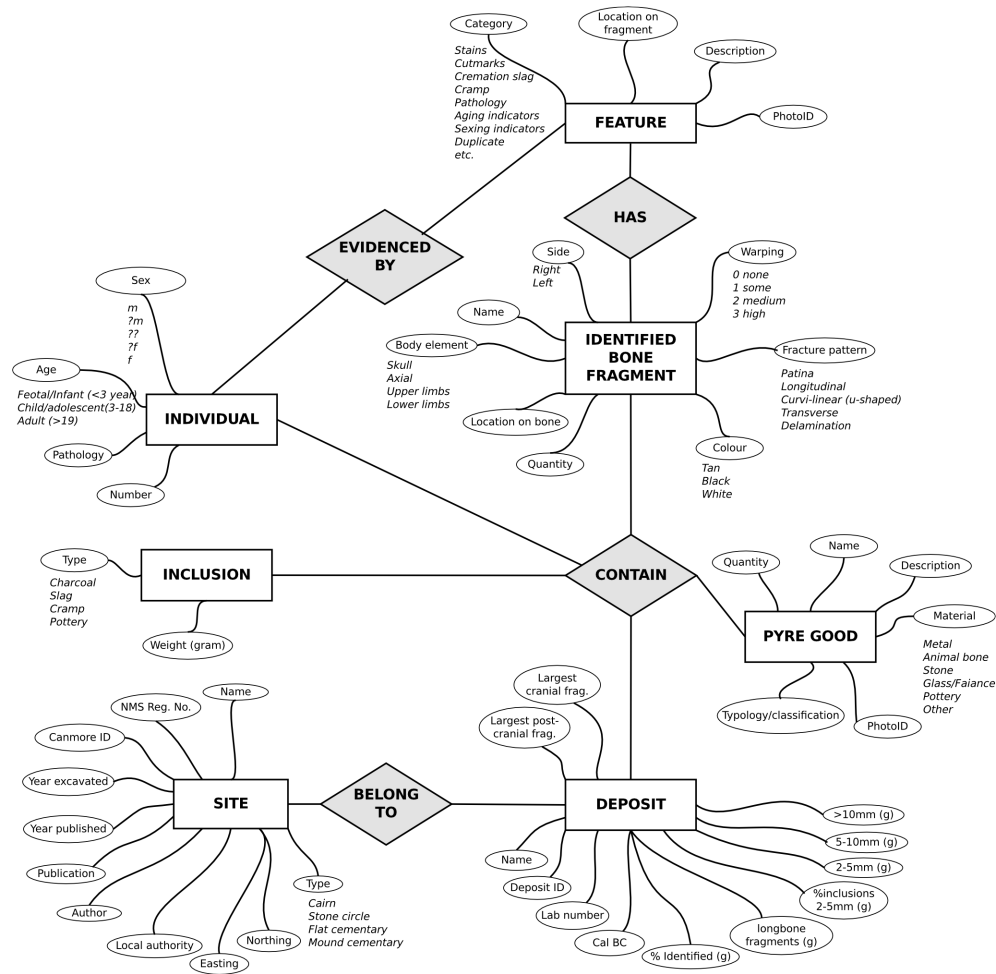 Category
Stains
Cutmarks
Cremation slag
Cramp
Pathology
Aging indicators
Sexing indicators
Duplicate
etc.
Location on
fragment
Description
PhotoID
FEATURE
HAS
EVIDENCED
BY
Sex
m
?m
??
?f
f
Age
Feotal/Infant (<3 year)
Child/adolescent(3-18)
Adult (>19)
Pathology
Number
INDIVIDUAL
Side
Right
Left
Warping
0 none
1 some
2 medium
3 high
Name
Body element
Skull
Axial
Upper limbs
Lower limbs
IDENTIFIED
BONE
FRAGMENT
Fracture pattern
Patina
Longitudinal
Curvi-linear (u-shaped)
Transverse
Delamination
Location on bone
Quantity
Colour
Tan
Black
White
Type
Charcoal
Slag
Cramp
Pottery
INCLUSION
Weight (gram)
CONTAIN
Quantity
Name
Description
Material
Metal
Animal bone
Stone
Glass/Faiance
Pottery
Other
PYRE GOOD
Typology/classification
PhotoID
Name
NMS Reg. No.
Canmore ID
Year excavated
Year published
Publication
Author
Local authority
Easting
Northing
Type
Cairn
Stone circle
Flat cementary
Mound cementary
SITE
BELONG
TO
Largest
cranial frag.
Largest post-
cranial frag.
DEPOSIT
Name
Deposit ID
Lab number
Cal BC
% Identified (g)
longbone
fragments (g)
%inclusions
2-5mm (g)
2-5mm (g)
5-10mm (g)
>10mm (g)